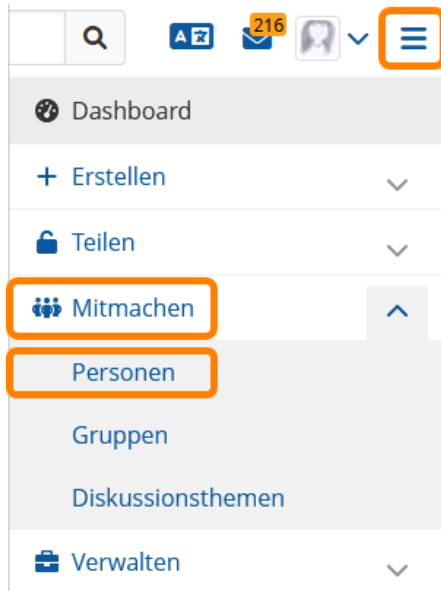 A 216
Dashboard
Erstellen
Teilen
Mitmachen
Personen
Gruppen
Diskussionsthemen
Verwalten